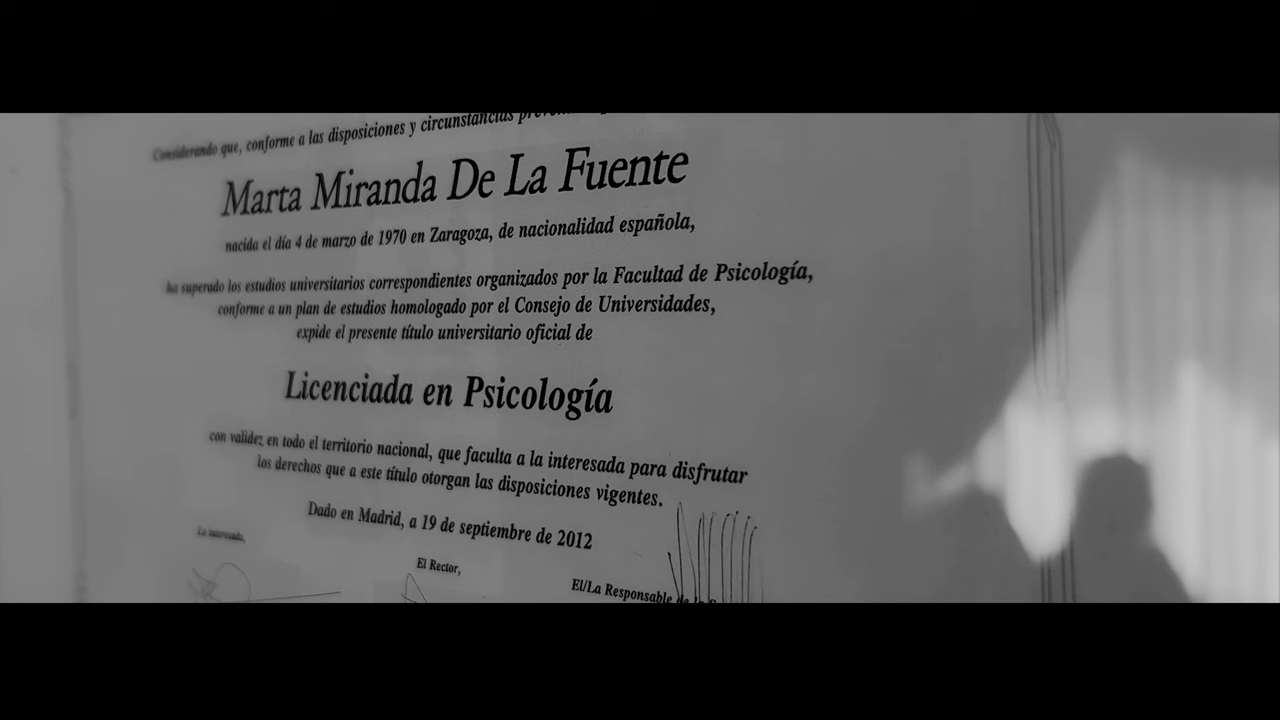 Considerando que, conforme a las disposiciones y circunstancias
Marta Miranda De La Fuente
nacida el día 4 de marzo de 1970 en Zaragoza, de nacionalidad española,
ha superado los estudios universitarios correspondientes organizados por la Facultad de Psicología,
conforme a un plan de estudios homologado por el Consejo de Universidades,
expide el presente título universitario oficial de
Licenciada en Psicología
con validez en todo el territorio nacional, que faculta a la interesada para disfrutar
los derechos que a este título otorgan las disposiciones vigentes.
Dado en Madrid, a 19 de septiembre de 2012
La interesada,
El Rector,
El/La Responsable